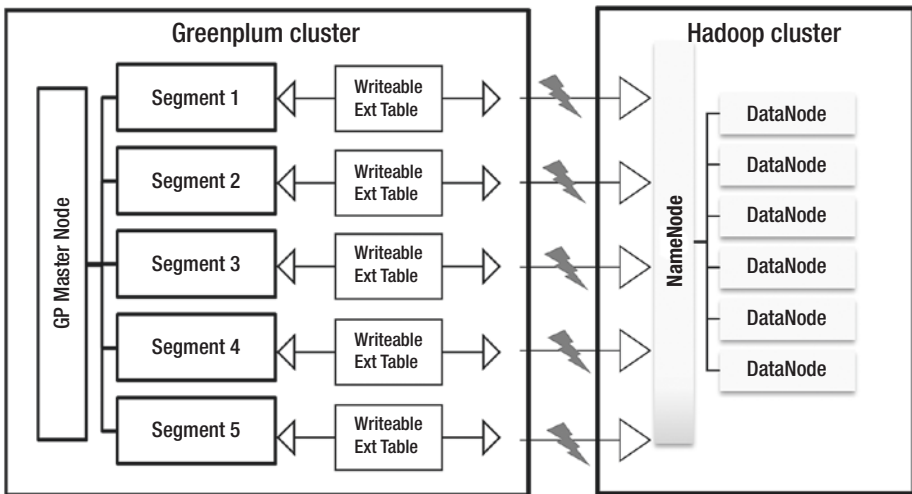 Greenplum cluster
Hadoop cluster
GP Master Node
Segment 1
Writeable
Ext Table
Segment 2
Writeable
Ext Table
Segment 3
Writeable
Ext Table
Segment 4
Writeable
Ext Table
Segment 5
Writeable
Ext Table
NameNode
DataNode
DataNode
DataNode
DataNode
DataNode
DataNode